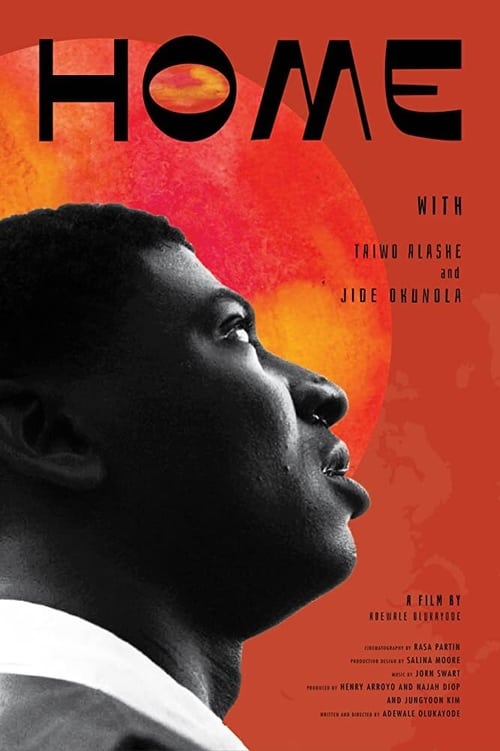 HOME
WITH
TAIWO ALASHE
and
JIDE OKUNOLA
A FILM BY
ADEWALE OLUKAYODE
CINEMATOGRAPHY BY RASA PARTIN
PRODUCTION DESIGN BY SALINA MOORE
MUSIC BY JORN SWART
PRODUCED BY HENRY ARROYO AND NAJAH DIOP
AND JUNGYOON KIM
WRITTEN AND DIRECTED BY ADEWALE OLUKAYODE